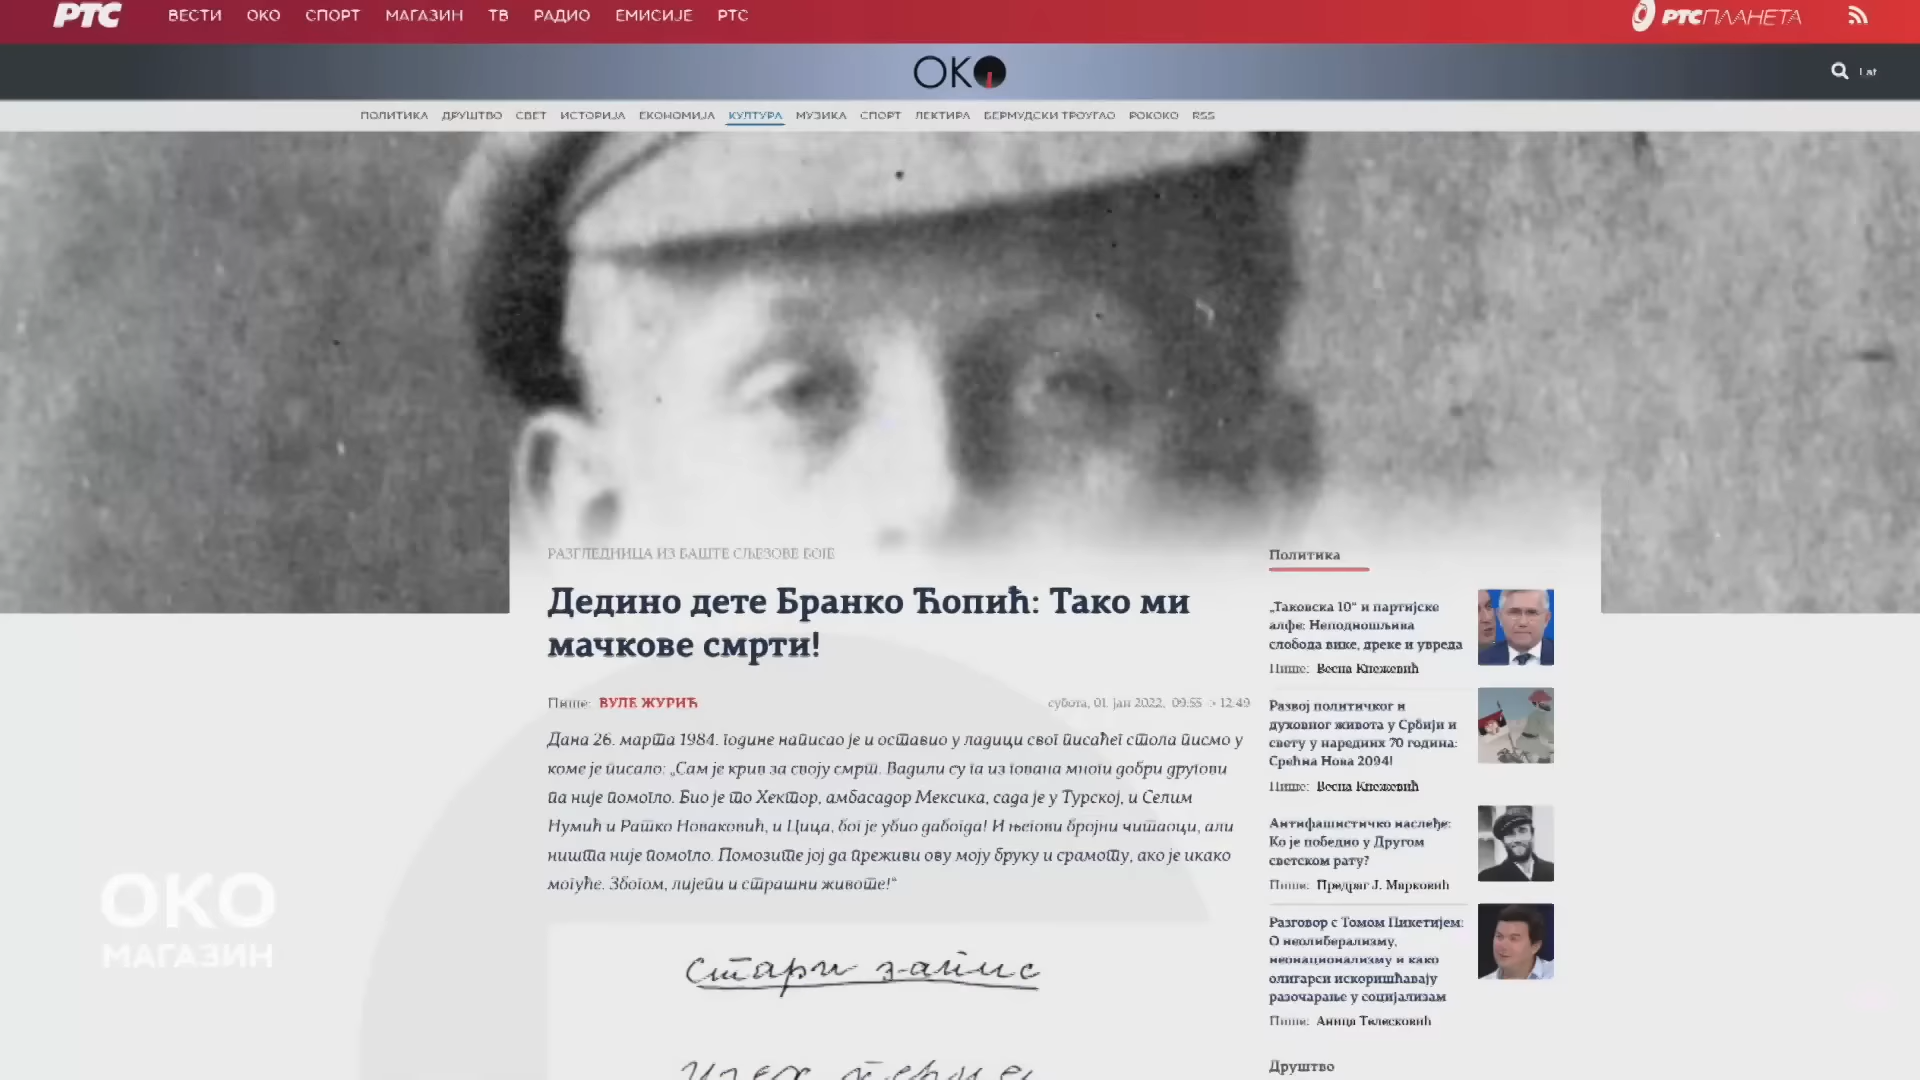 РТС
ВЕСТИ ОКО СПОРТ МАГАЗИН ТВ РАДИО ЕМИСИЈЕ РТС
РТС ПЛАНЕТА
ОКО
Lat
ПОЛИТИКА ДРУШТВО СВЕТ ИСТОРИЈА ЕКОНОМИЈА КУЛТУРА МУЗИКА СПОРТ ЛЕКТИРА БЕРМУДСКИ ТРОУГАО РОКОКО RSS
РАЗГЛЕДНИЦА ИЗ БАШТЕ СЉЕЗОВЕ БОЈЕ
Дедино дете Бранко Ћопић: Тако ми
мачкове смрти!
Пише: ВУЛЕ ЖУРИЋ
субота, 01. јан 2022, 09:55 -> 12:49
Дана 26. марта 1984. године написао је и оставио у ладици свог писаћег стола писмо у
коме је писало: „Сам је крив за своју смрт. Вадили су га из гована многи добри другови
па није помогло. Био је то Хектор, амбасадор Мексика, сада је у Турској, и Селим
Нумић и Ратко Новаковић, и Цица, бог је убио дабогда! И његови бројни читаоци, али
ништа није помогло. Помозите јој да преживи ову моју бруку и срамоту, ако је икако
могуће. Збогом, лијепи и страшни животе!“
Стари запис
Политика
„Таковска 10“ и партијске
алфе: Неподношљива
слобода вике, дреке и увреда
Пише: Весна Кнежевић
Развој политичког и
духовног живота у Србији и
свету у наредних 70 година:
Срећна Нова 2094!
Пише: Весна Кнежевић
Антифашистичко наслеђе:
Ко је победио у Другом
светском рату?
Пише: Предраг Ј. Марковић
Разговор с Томом Пикетијем:
О неолиберализму,
неонационализму и како
олигарси искоришћавају
разочарање у социјализам
Пише: Аница Телесковић
Друштво
ОКО
МАГАЗИН